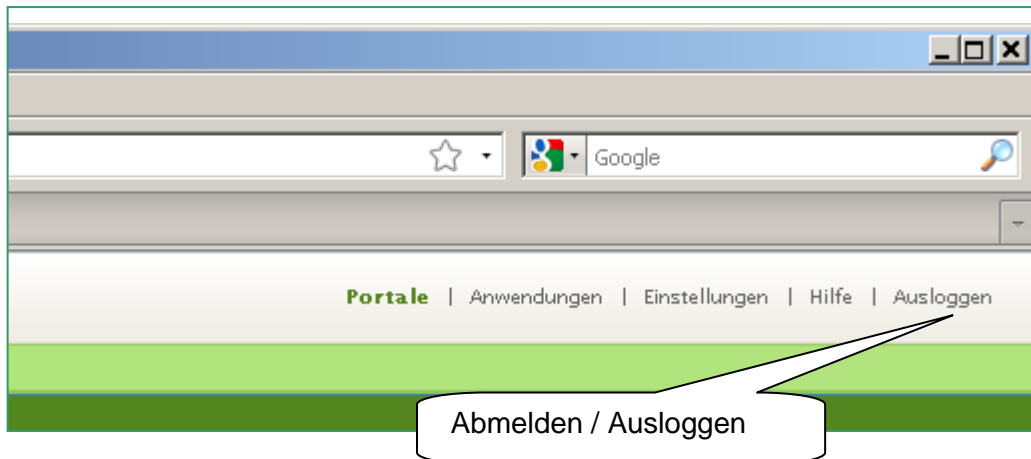 Google
Portale | Anwendungen | Einstellungen | Hilfe | Ausloggen
Abmelden / Ausloggen